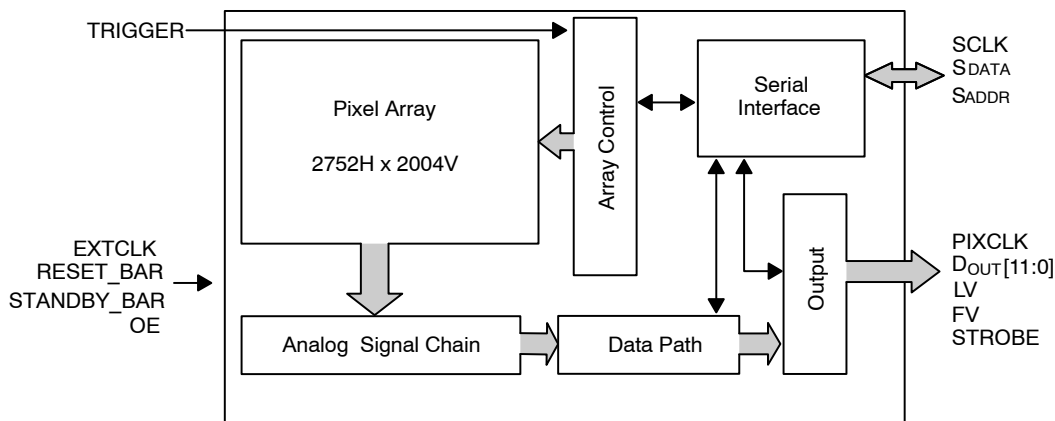 TRIGGER
Pixel Array
2752H x 2004V
Array Control
Serial
Interface
SCLK
SDATA
SADDR
EXTCLK
RESET_BAR
STANDBY_BAR
OE
Analog Signal Chain
Data Path
Output
PIXCLK
DOUT[11:0]
LV
FV
STROBE